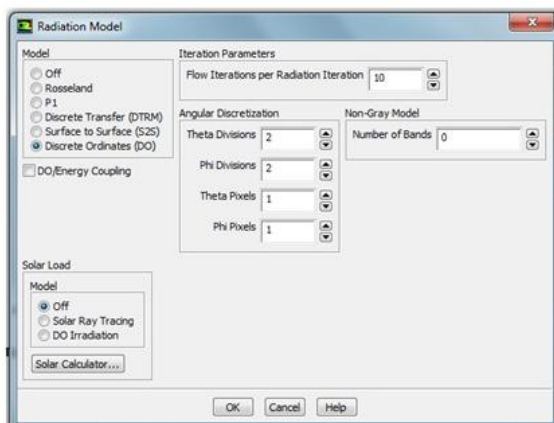 Radiation Model
Model
Off
Rosseland
P1
Discrete Transfer (DTRM)
Surface to Surface (S2S)
Discrete Ordinates (DO)
DO/Energy Coupling
Iteration Parameters
Flow Iterations per Radiation Iteration 10
Angular Discretization
Theta Divisions 2
Phi Divisions 2
Theta Pixels 1
Phi Pixels 1
Non-Gray Model
Number of Bands 0
Solar Load
Model
Off
Solar Ray Tracing
DO Irradiation
Solar Calculator...
OK Cancel Help